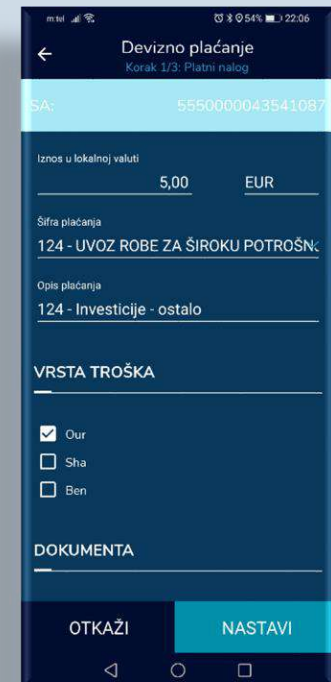 m:tel 54% 22:06
Devizno plaćanje
Korak 1/3: Platni nalog
SA: 5550000043541087
Iznos u lokalnoj valuti
5,00 EUR
Šifra plaćanja
124 - UVOZ ROBE ZA ŠIROKU POTROŠN
Opis plaćanja
124 - Investicije - ostalo
VRSTA TROŠKA
Our
Sha
Ben
DOKUMENTA
OTKAŽI NASTAVI